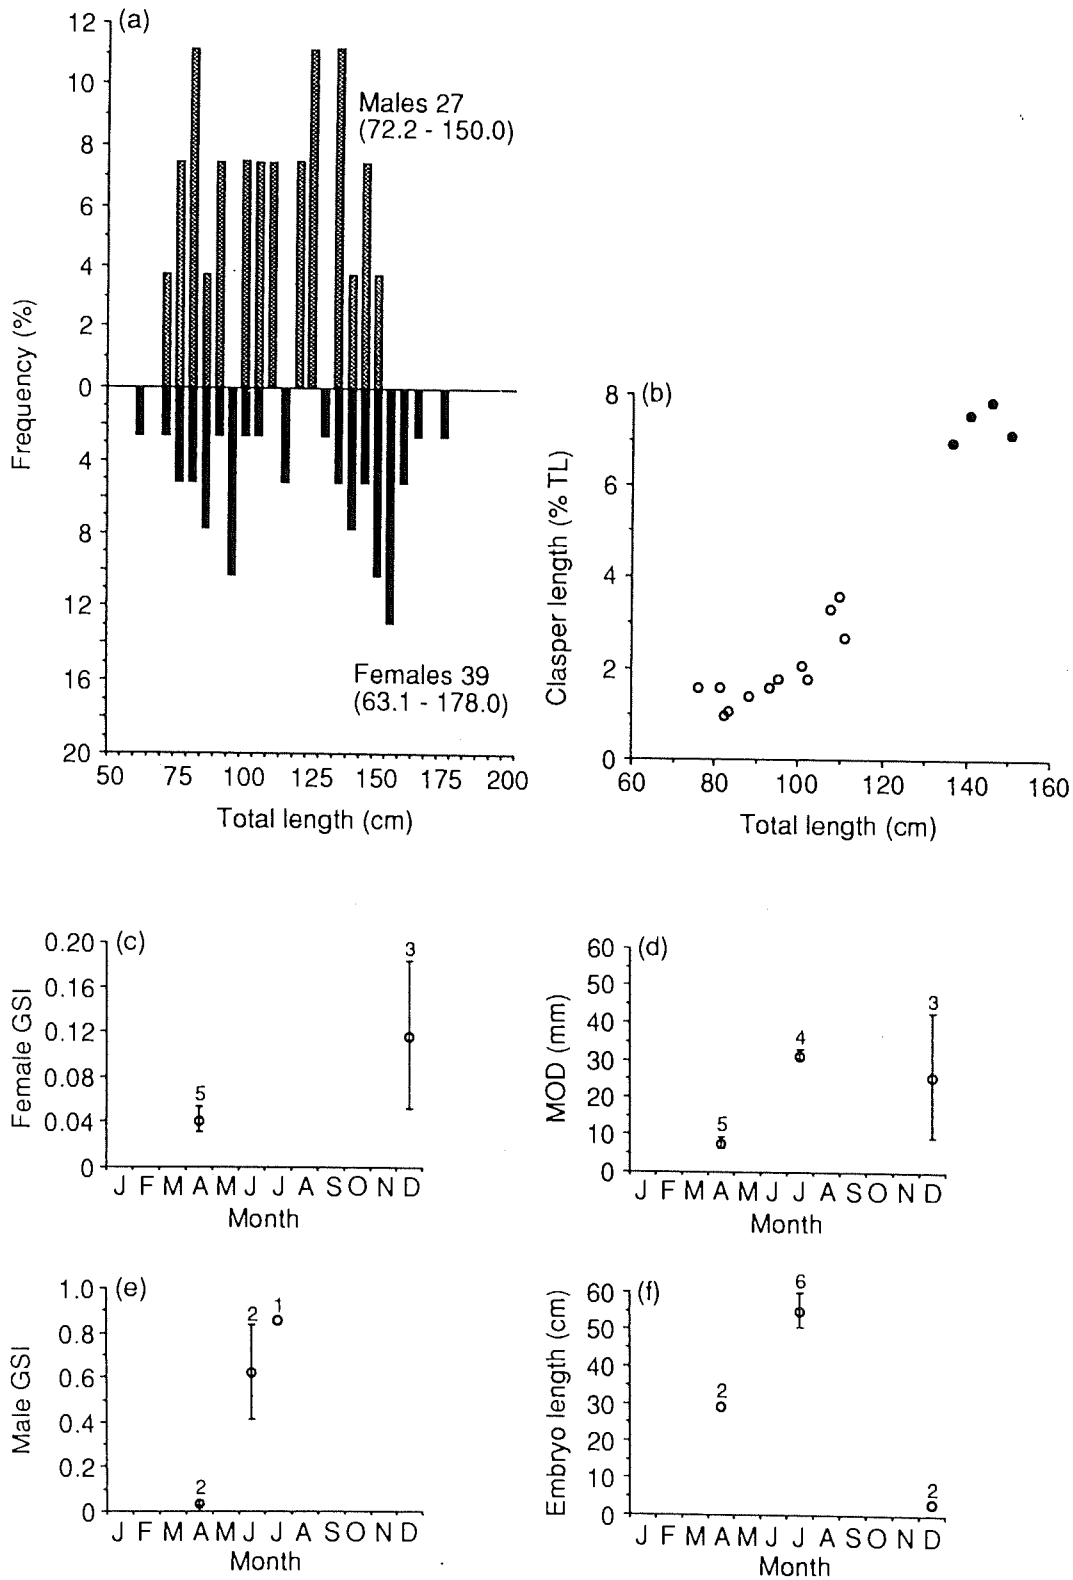 (a)
12
10
8
6
4
2
0
4
8
12
16
20
Frequency (%)
Males 27
(72.2 - 150.0)
Females 39
(63.1 - 178.0)
50 75 100 125 150 175 200
Total length (cm)
(b)
8
6
4
2
0
Clasper length (% TL)
60 80 100 120 140 160
Total length (cm)
(c)
0.20
0.16
0.12
0.08
0.04
0
Female GSI
5
3
J F M A M J J A S O N D
Month
(d)
60
50
40
30
20
10
0
MOD (mm)
5
4
3
J F M A M J J A S O N D
Month
(e)
1.0
0.8
0.6
0.4
0.2
0
Male GSI
2
2
1
J F M A M J J A S O N D
Month
(f)
60
50
40
30
20
10
0
Embryo length (cm)
2
6
2
J F M A M J J A S O N D
Month